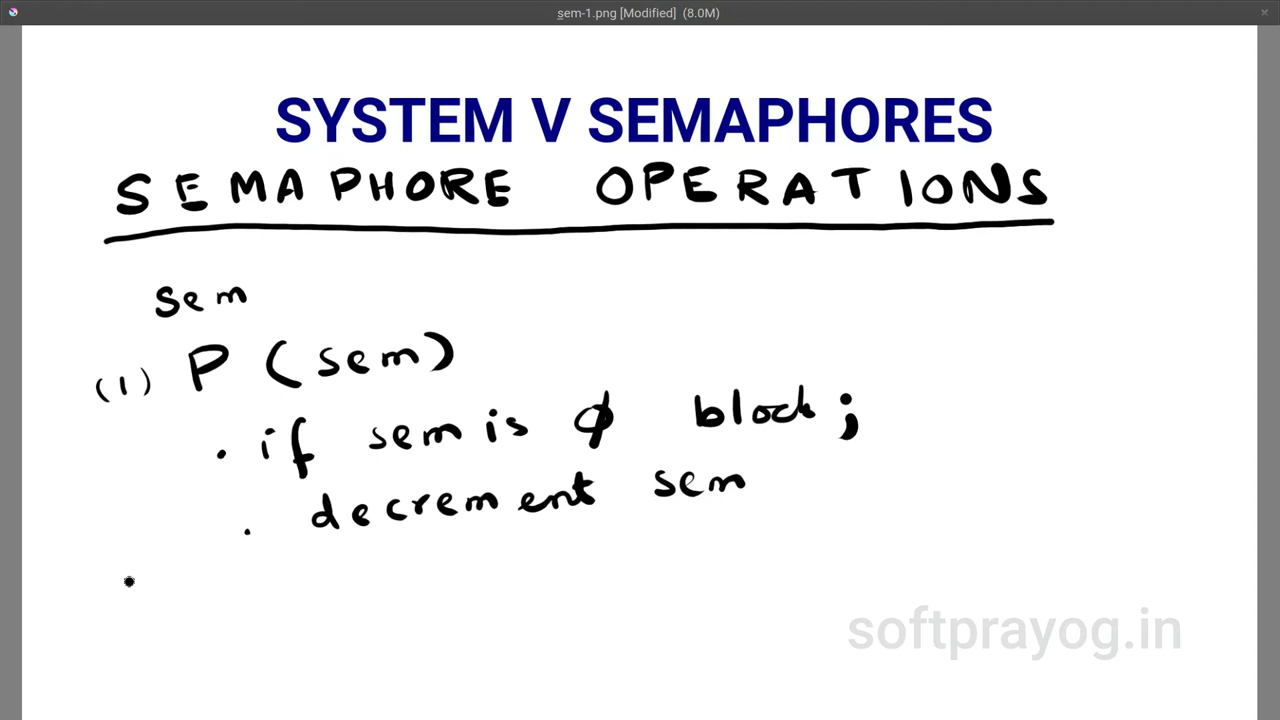 sem-1.png [Modified] (8.0M)
SYSTEM V SEMAPHORES
SEMAPHORE OPERATIONS
sem
(1) P (sem)
. if sem is ϕ block;
. decrement sem
softprayog.in